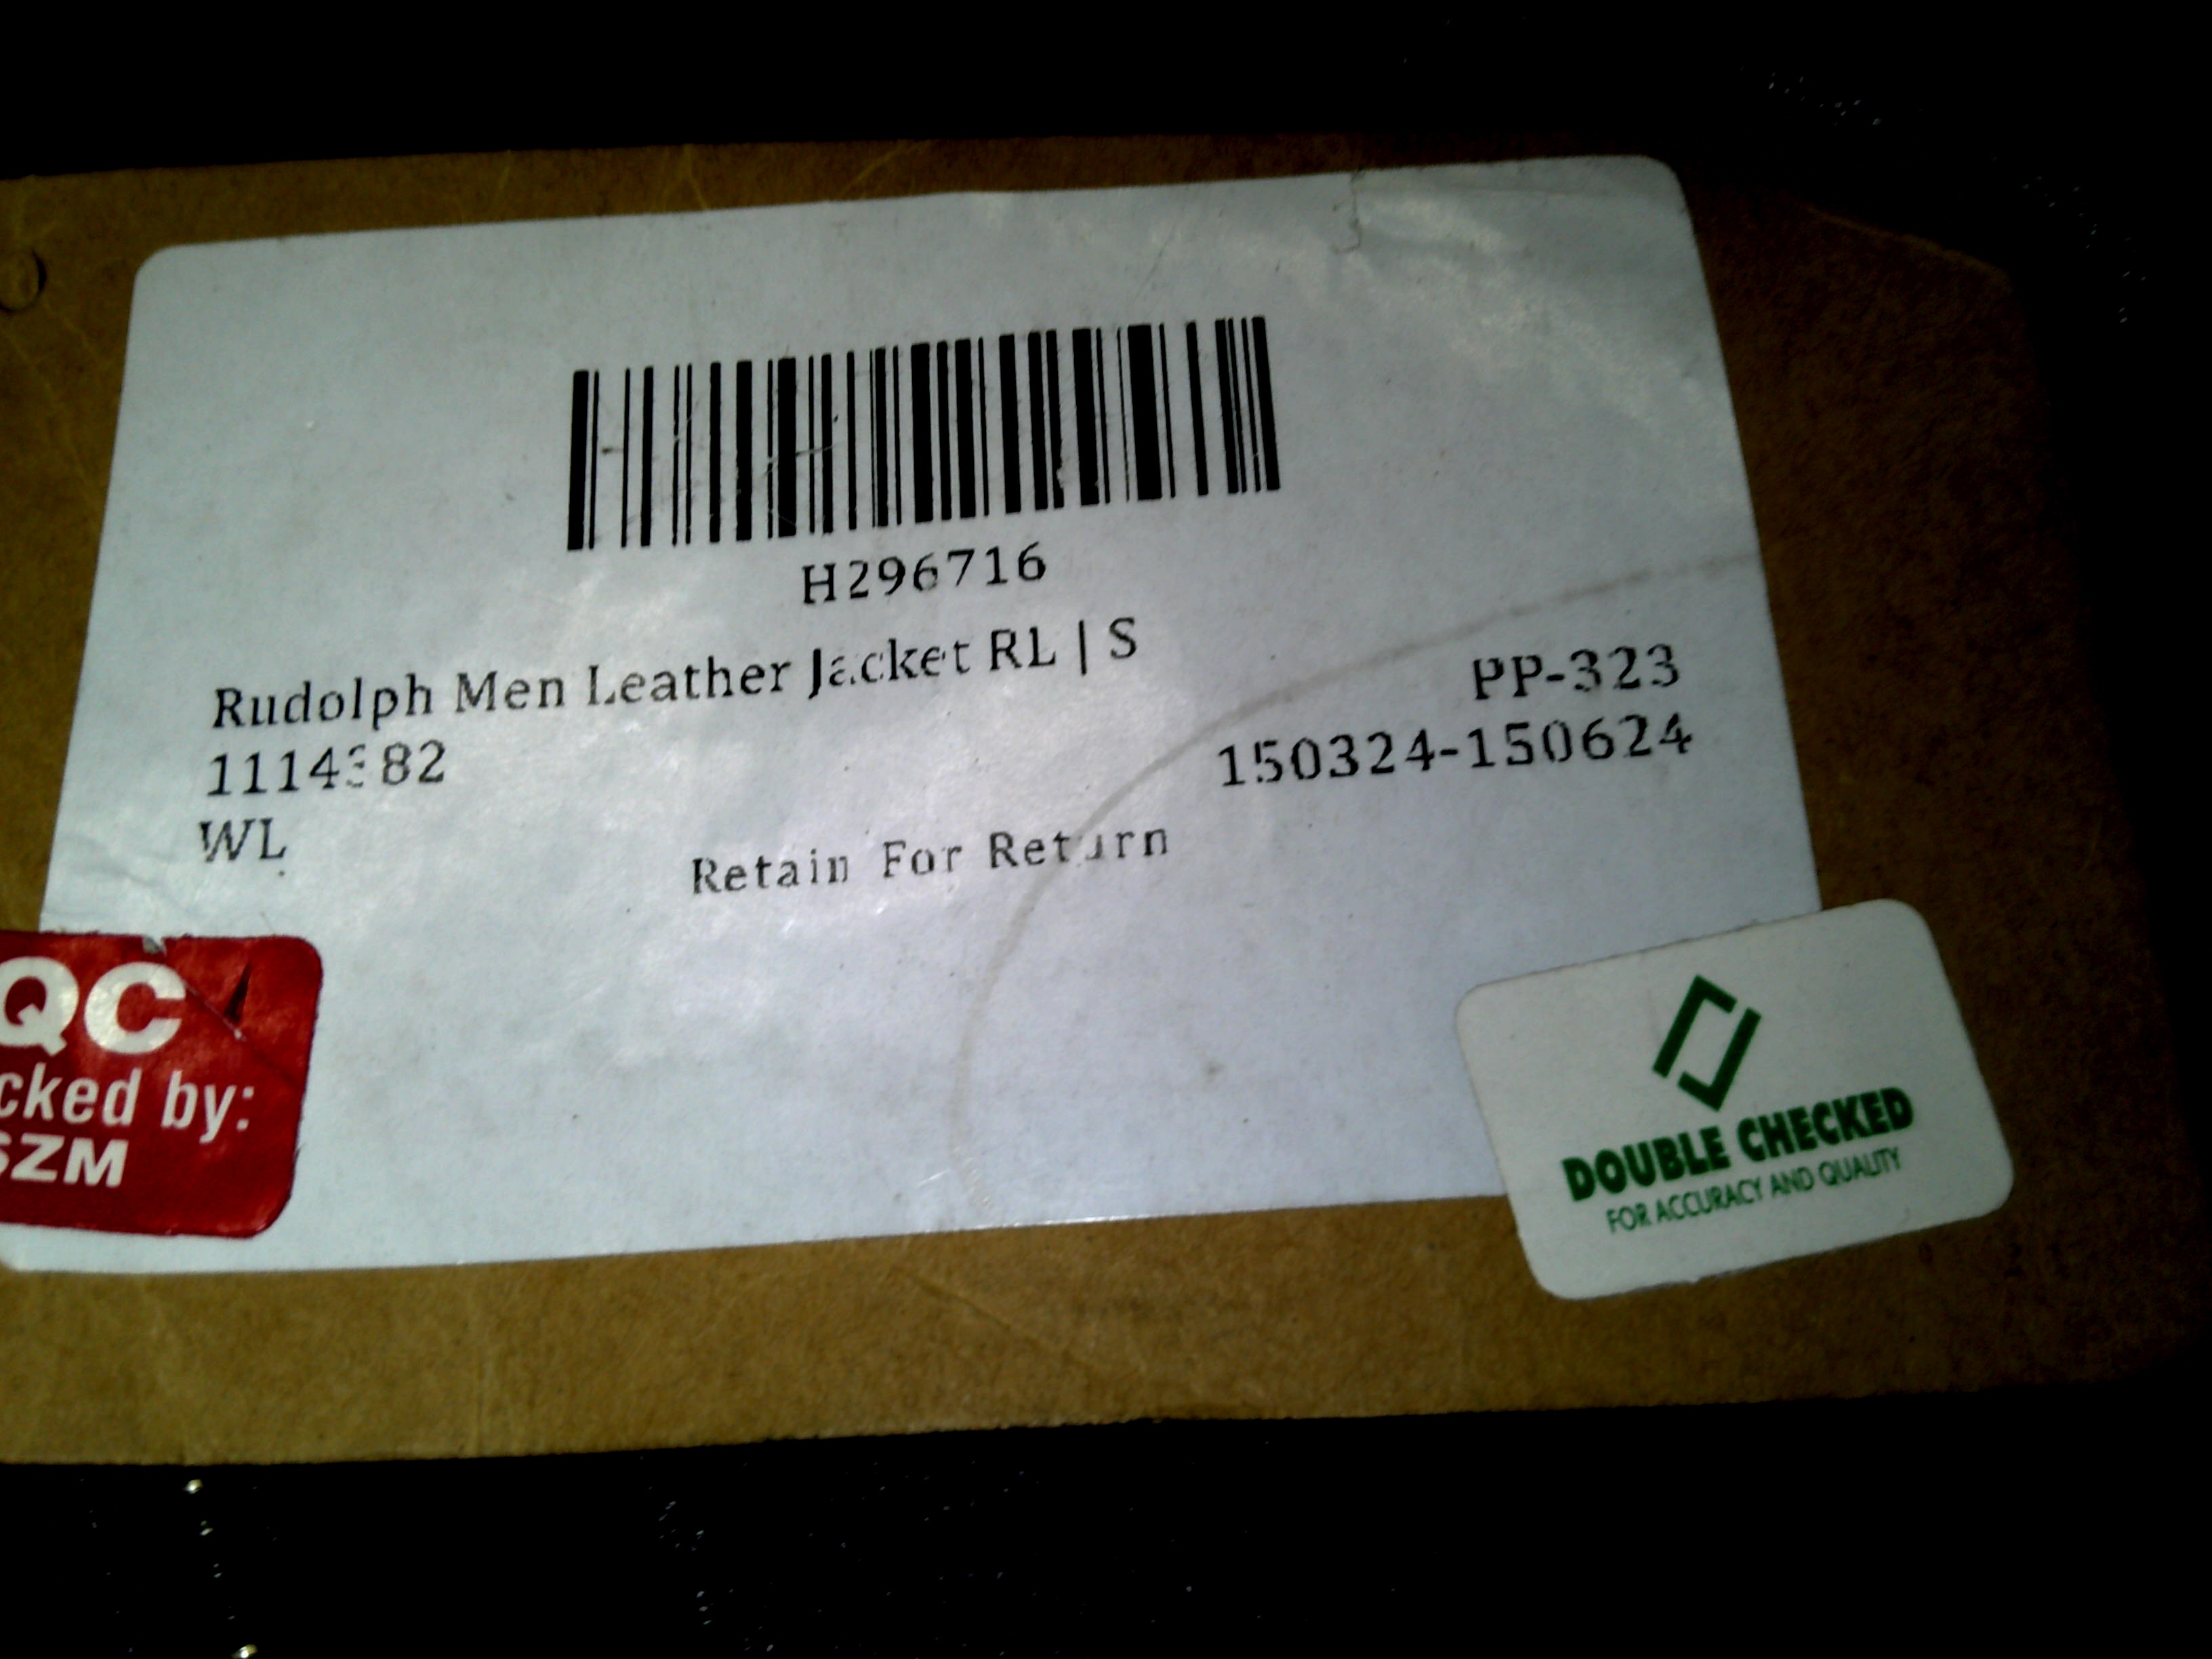 H296716
Rudolph Men Leather Jacket RL | S
PP-323
1114382
150324-150624
WL
Retain For Return
QC
cked by:
SZM
DOUBLE CHECKED
FOR ACCURACY AND QUALITY